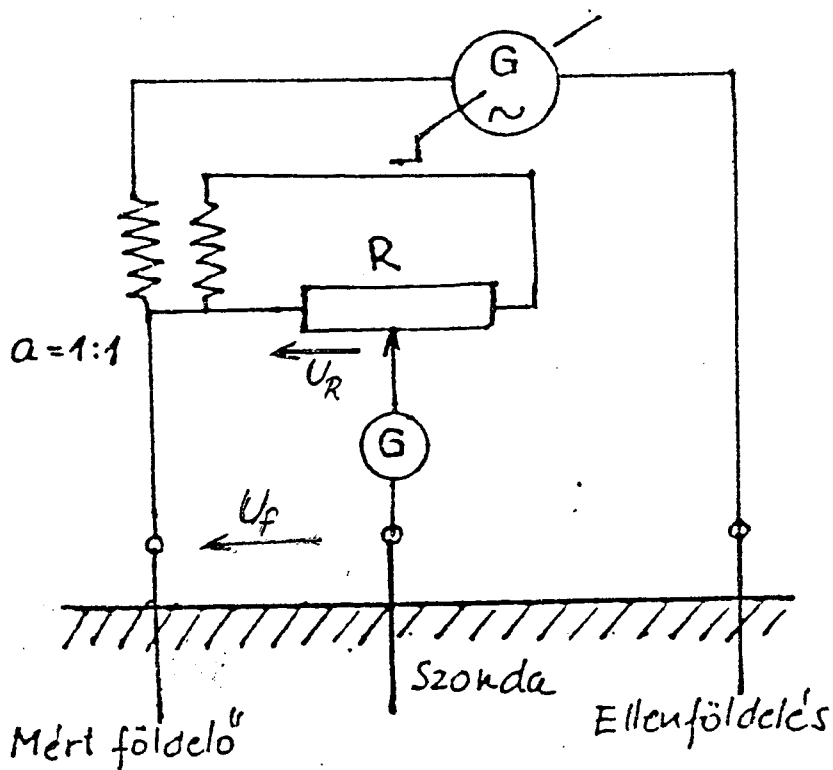 G
~
R
a=1:1
U_R
G
U_f
Szonda
Mért földelő
Ellenföldelés